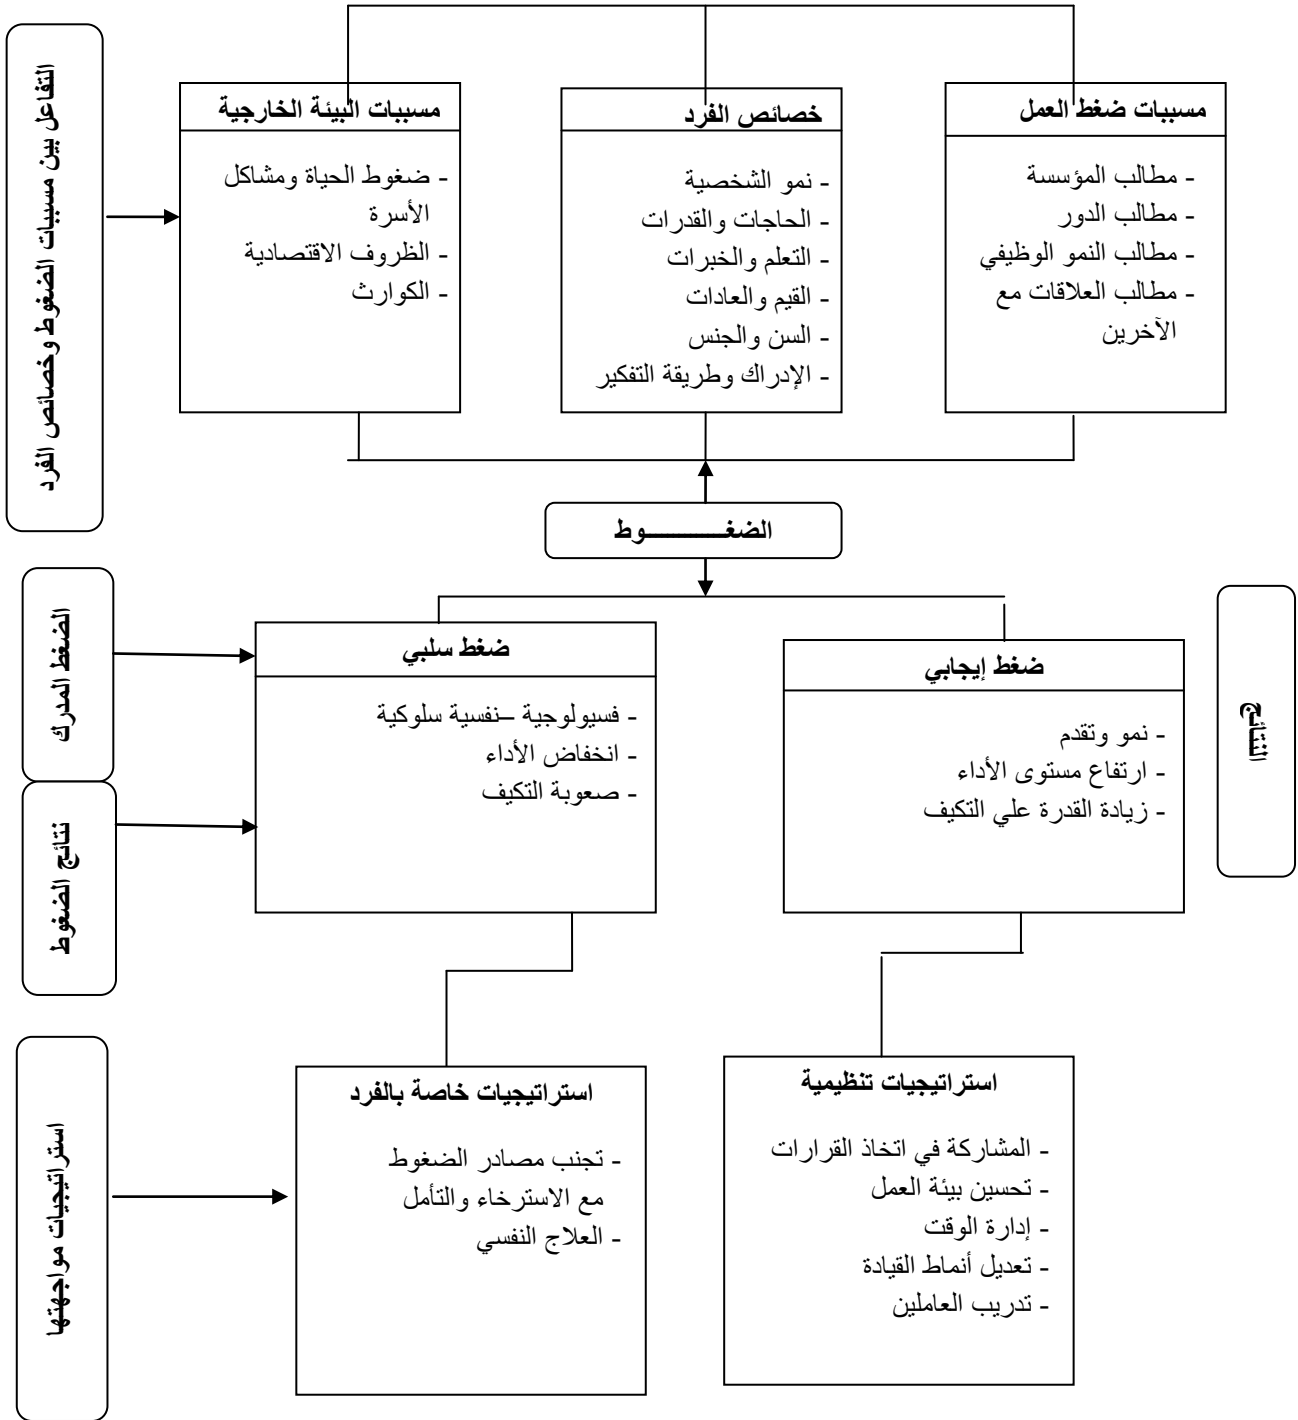 التفاعل بين مسببات الضغوط وخصائص الفرد
مسببات ضغط العمل
- مطالب المؤسسة
- مطالب الدور
- مطالب النمو الوظيفي
- مطالب العلاقات مع
الآخرين
خصائص الفرد
- نمو الشخصية
- الحاجات والقدرات
- التعلم والخبرات
- القيم والعادات
- السن والجنس
- الإدراك وطريقة التفكير
مسببات البيئة الخارجية
- ضغوط الحياة ومشاكل
الأسرة
- الظروف الاقتصادية
- الكوارث
الضغـــــــــــوط
النتائج
ضغط إيجابي
- نمو وتقدم
- ارتفاع مستوى الأداء
- زيادة القدرة علي التكيف
ضغط سلبي
- فسيولوجية –نفسية سلوكية
- انخفاض الأداء
- صعوبة التكيف
الضغط المدرك
نتائج الضغوط
استراتيجيات تنظيمية
- المشاركة في اتخاذ القرارات
- تحسين بيئة العمل
- إدارة الوقت
- تعديل أنماط القيادة
- تدريب العاملين
استراتيجيات خاصة بالفرد
- تجنب مصادر الضغوط
مع الاسترخاء والتأمل
- العلاج النفسي
استراتيجيات مواجهتها